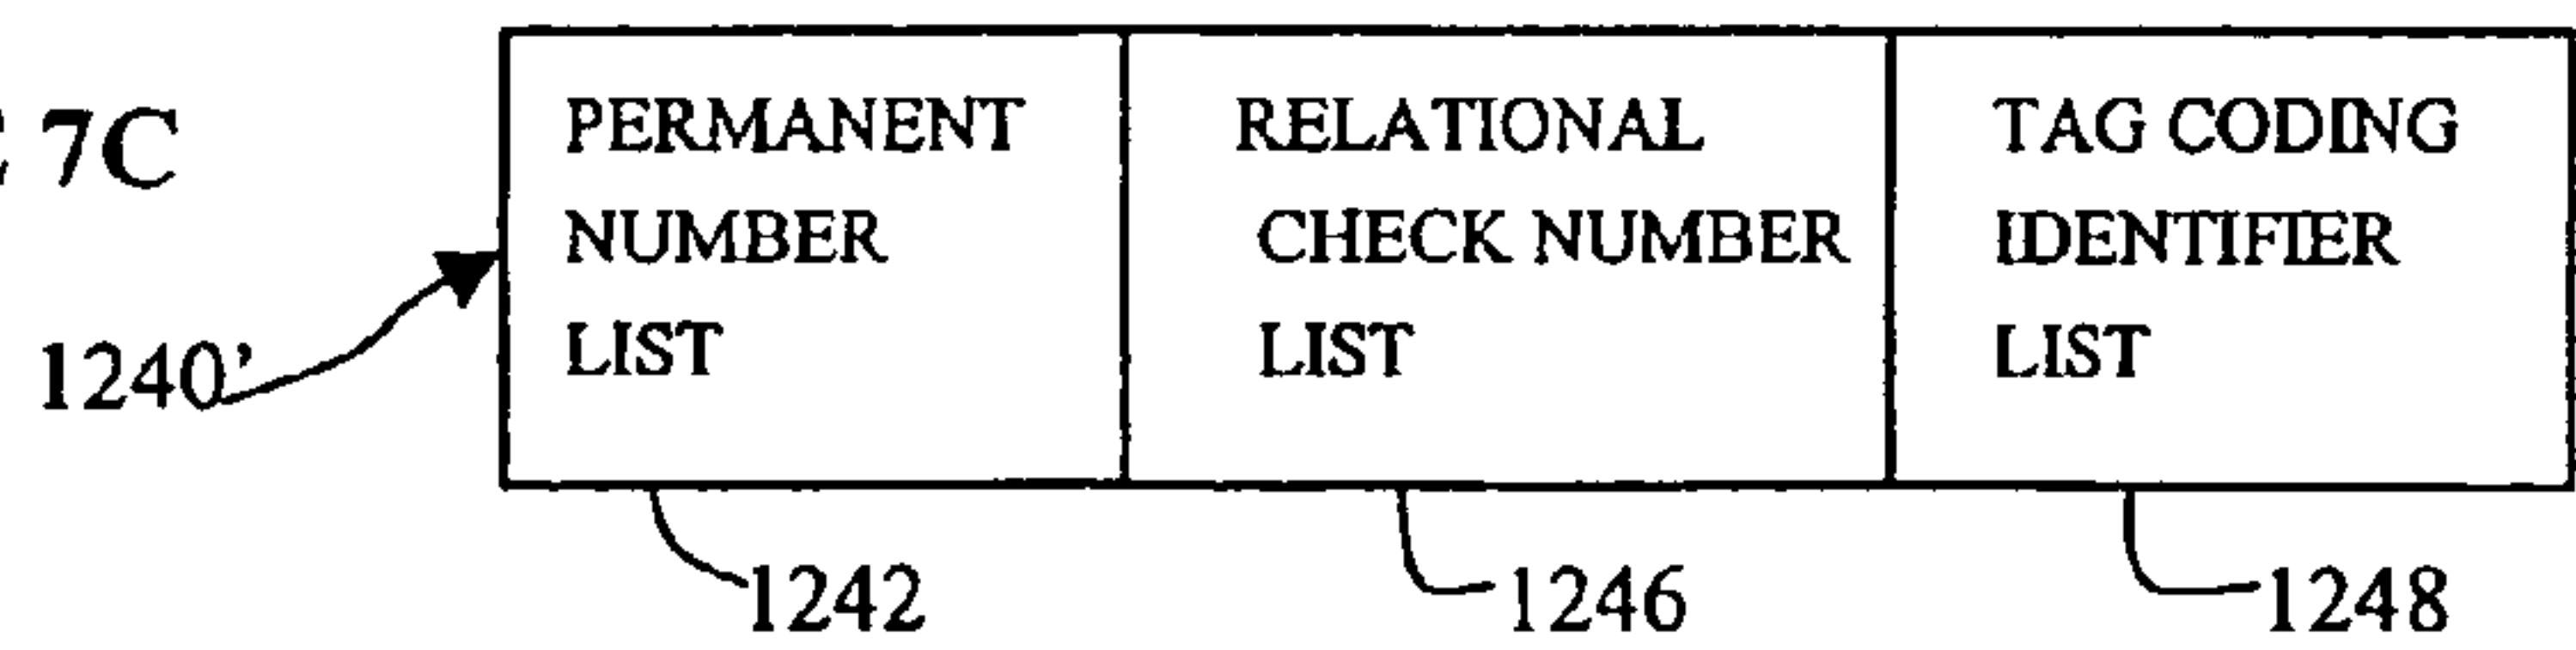 7C
PERMANENT
NUMBER
LIST
RELATIONAL
CHECK NUMBER
LIST
TAG CODING
IDENTIFIER
LIST
1240'
1242
1246
1248